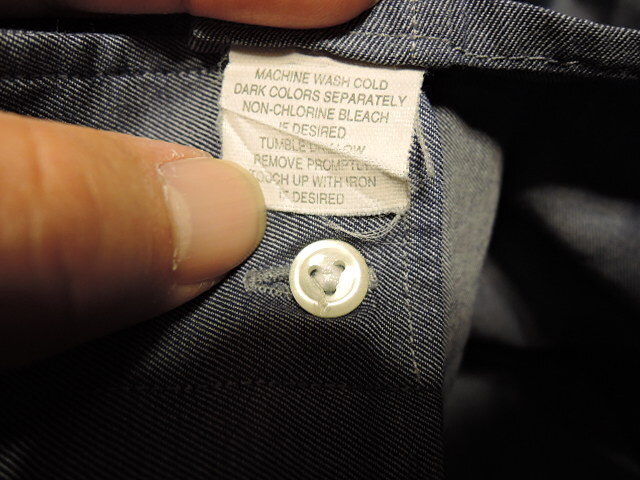 MACHINE WASH COLD
DARK COLORS SEPARATELY
NON-CHLORINE BLEACH
IF DESIRED
TUMBLE LOW
REMOVE PROMPTLY
TOUCH UP WITH IRON
IF DESIRED